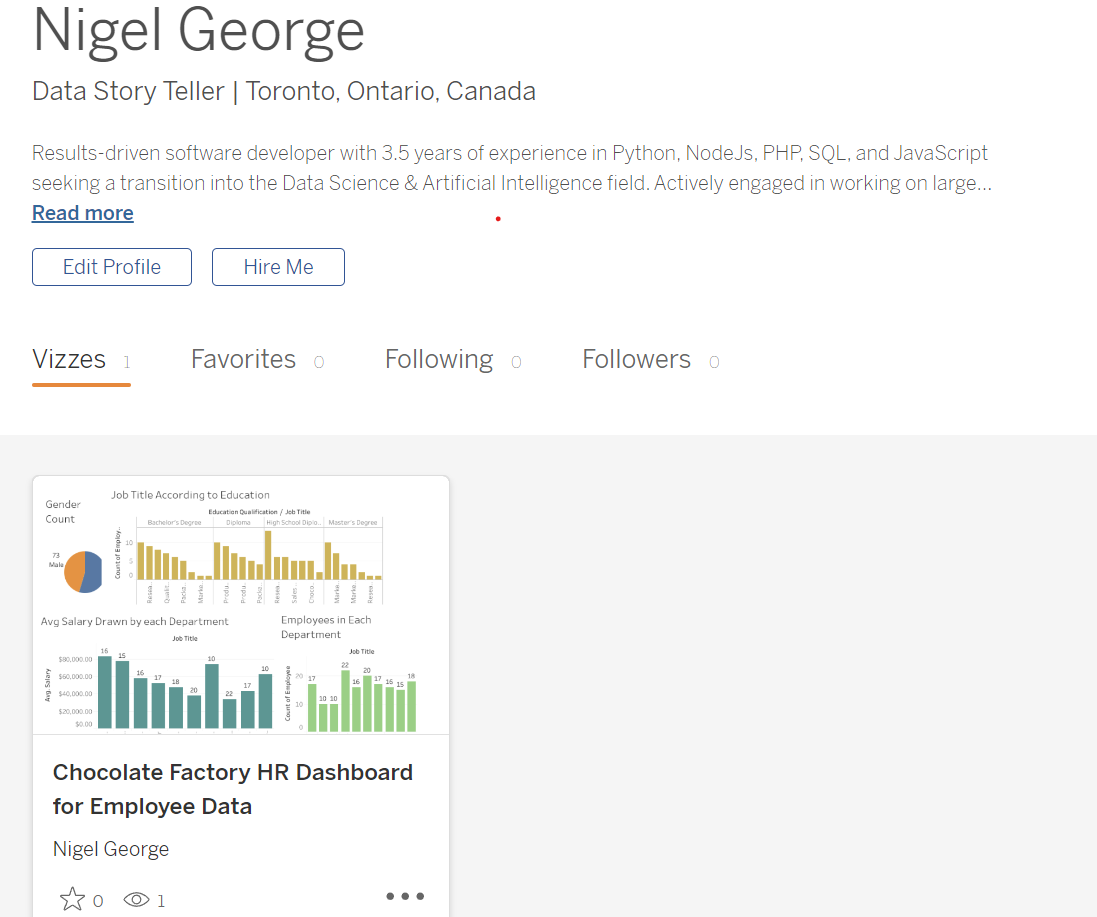 Nigel George
Data Story Teller | Toronto, Ontario, Canada
Results-driven software developer with 3.5 years of experience in Python, NodeJs, PHP, SQL, and JavaScript
seeking a transition into the Data Science & Artificial Intelligence field. Actively engaged in working on large...
Read more
Edit Profile
Hire Me
Vizzes 1
Favorites 0
Following 0
Followers 0
Gender
Count
73
Male
Job Title According to Education
Education Qualification / Job Title
Bachelor's Degree
Diploma
High School Diplo..
Master's Degree
Count of Employ..
10
5
0
Resea..
Qualit..
Packa..
Marke..
Produ..
Produ..
Packa..
Resea..
Sales..
Choco..
Marke..
Marke..
Resea..
Avg Salary Drawn by each Department
Job Title
Avg. Salary
$80,000.00
$60,000.00
$40,000.00
$20,000.00
$0.00
16 15 16 17 18 20 10 22 17 10
Employees in Each
Department
Job Title
Count of Employee
20
10
0
17 10 10 22 16 20 17 16 15 18
Chocolate Factory HR Dashboard
for Employee Data
Nigel George
0 1